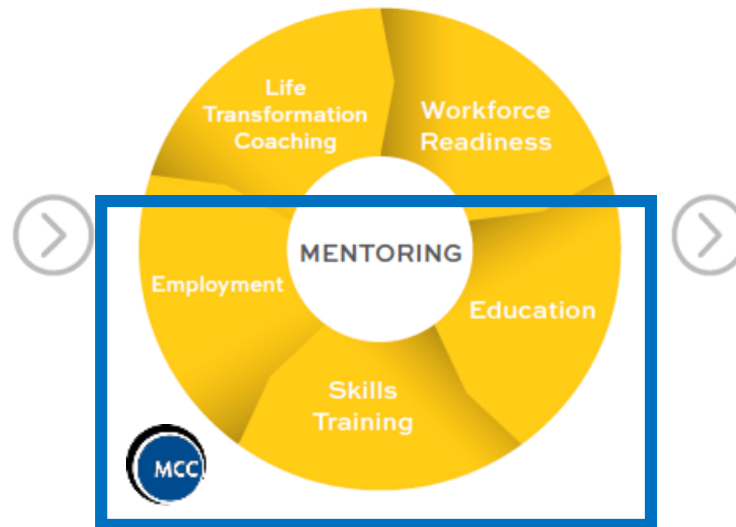 Life
Transformation
Coaching
Workforce
Readiness
MENTORING
Employment
Education
Skills
Training
MCC